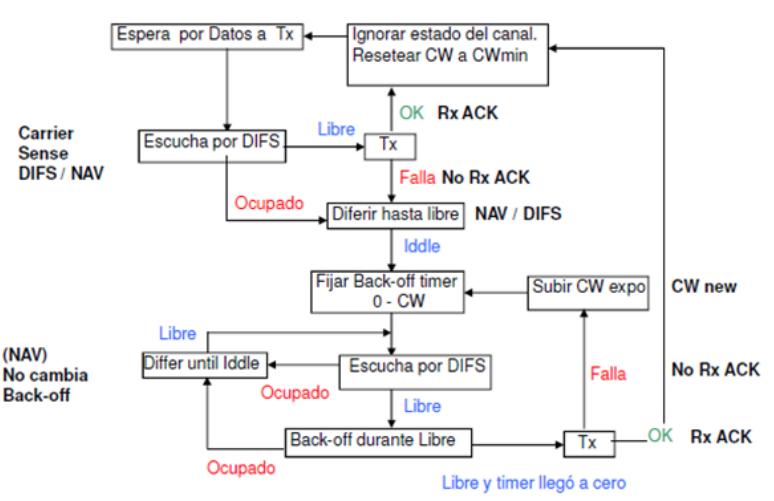 Espera por Datos a Tx
Ignorar estado del canal.
Resetear CW a CWmin
OK Rx ACK
Carrier
Sense
DIFS / NAV
Escucha por DIFS
Libre
Tx
Falla No Rx ACK
Ocupado
Diferir hasta libre
NAV / DIFS
Iddle
Fijar Back-off timer
0 - CW
Subir CW expo
CW new
Libre
(NAV)
No cambia
Back-off
Differ until Iddle
Ocupado
Escucha por DIFS
Falla
No Rx ACK
Libre
Back-off durante Libre
Tx
OK Rx ACK
Ocupado
Libre y timer llegó a cero